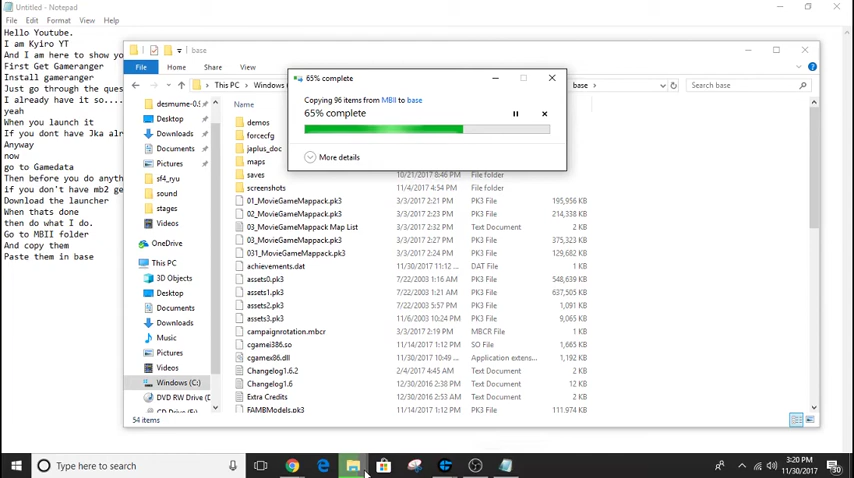 Untitled - Notepad
File Edit Format View Help
Hello Youtube.
I am Kyiro YT
And I am here to show yo
First Get Gameranger
Install gameranger
Just go through the ques
I already have it so....
yeah
When you launch it
If you dont have Jka alr
Anyway
now
go to Gamedata
Then before you do anyth
if you don't have mb2 ge
Download the launcher
When thats done
then do what I do.
Go to MBII folder
And copy them
Paste them in base
base
File Home Share View Manage
This PC Windows
base
Search base
65% complete
Copying 96 items from MBII to base
65% complete
More details
desmume-0.9
Desktop
Downloads
Documents
Pictures
sf4_ryu
sound
stages
Videos
OneDrive
This PC
3D Objects
Desktop
Documents
Downloads
Music
Pictures
Videos
Windows (C:)
DVD RW Drive (D
CD Drive (F:)
Name
demos
forcecfg
japlus_doc
maps
saves 10/21/2017 4:48 PM File folder
screenshots 11/4/2017 4:54 PM File folder
01_MovieGameMappack.pk3 3/3/2017 2:21 PM PK3 File 195,956 KB
02_MovieGameMappack.pk3 3/3/2017 2:23 PM PK3 File 214,338 KB
03_MovieGameMappack Map List 3/3/2017 2:32 PM Text Document 2 KB
03_MovieGameMappack.pk3 3/3/2017 2:27 PM PK3 File 375,323 KB
031_MovieGameMappack.pk3 3/3/2017 2:32 PM PK3 File 129,682 KB
achievements.dat 11/30/2017 11:12 ... DAT File 2 KB
assets0.pk3 7/22/2003 1:16 AM PK3 File 548,639 KB
assets1.pk3 7/22/2003 1:16 AM PK3 File 637,505 KB
assets2.pk3 7/22/2003 5:57 PM PK3 File 1,091 KB
assets3.pk3 11/6/2003 10:24 PM PK3 File 9,065 KB
campaignrotation.mbcr 3/3/2017 2:19 PM MBCR File 2 KB
cgamei386.so 11/14/2017 1:12 PM SO File 1,665 KB
cgamex86.dll 11/30/2017 10:49 ... Application extens... 1,192 KB
Changelog1.6.2 2/4/2017 4:45 AM Text Document 2 KB
Changelog1.6 12/30/2016 2:38 PM Text Document 12 KB
Extra Credits 12/30/2016 2:53 AM Text Document 2 KB
FAMBModels.pk3 11/14/2017 1:12 PM PK3 File 111,974 KB
54 items
Type here to search
3:20 PM
11/30/2017
30